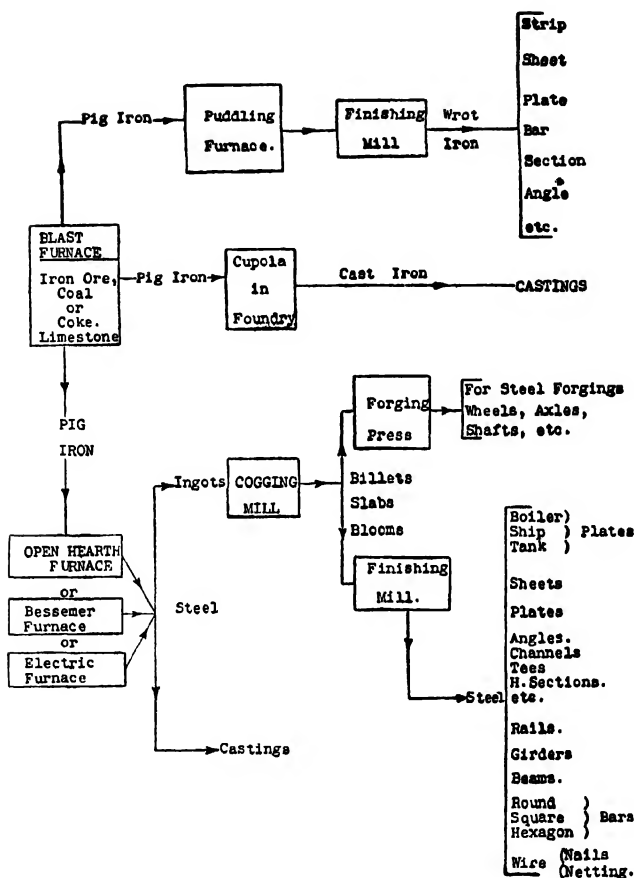 Strip
Sheet
Plate
Bar
Section
Angle
etc.
Pig Iron
Puddling
Furnace.
Finishing
Mill
Wrot
Iron
BLAST
FURNACE
Iron Ore,
Coal
or
Coke.
Limestone
Pig Iron
Cupola
in
Foundry
Cast Iron
CASTINGS
PIG
IRON
Forging
Press
For Steel Forgings
Wheels, Axles,
Shafts, etc.
Ingots
COGGING
MILL
Billets
Slabs
Blooms
Finishing
Mill.
OPEN HEARTH
FURNACE
or
Bessemer
Furnace
or
Electric
Furnace
Steel
Castings
Steel
Boiler)
Ship ) Plates
Tank )
Sheets
Plates
Angles.
Channels
Tees
H.Sections.
etc.
Rails.
Girders
Beams.
Round )
Square ) Bars
Hexagon )
Wire (Nails
(Netting.